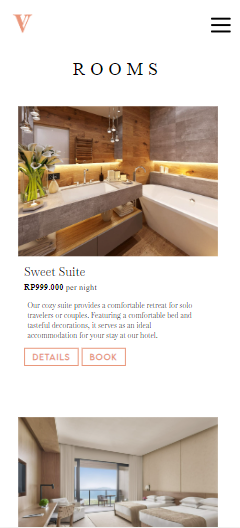 V
ROOMS
Sweet Suite
RP999.000 per night
Our cozy suite provides a comfortable retreat for solo
travelers or couples. Featuring a comfortable bed and
tasteful decorations, it serves as an ideal
accommodation for your stay at our hotel.
DETAILS BOOK